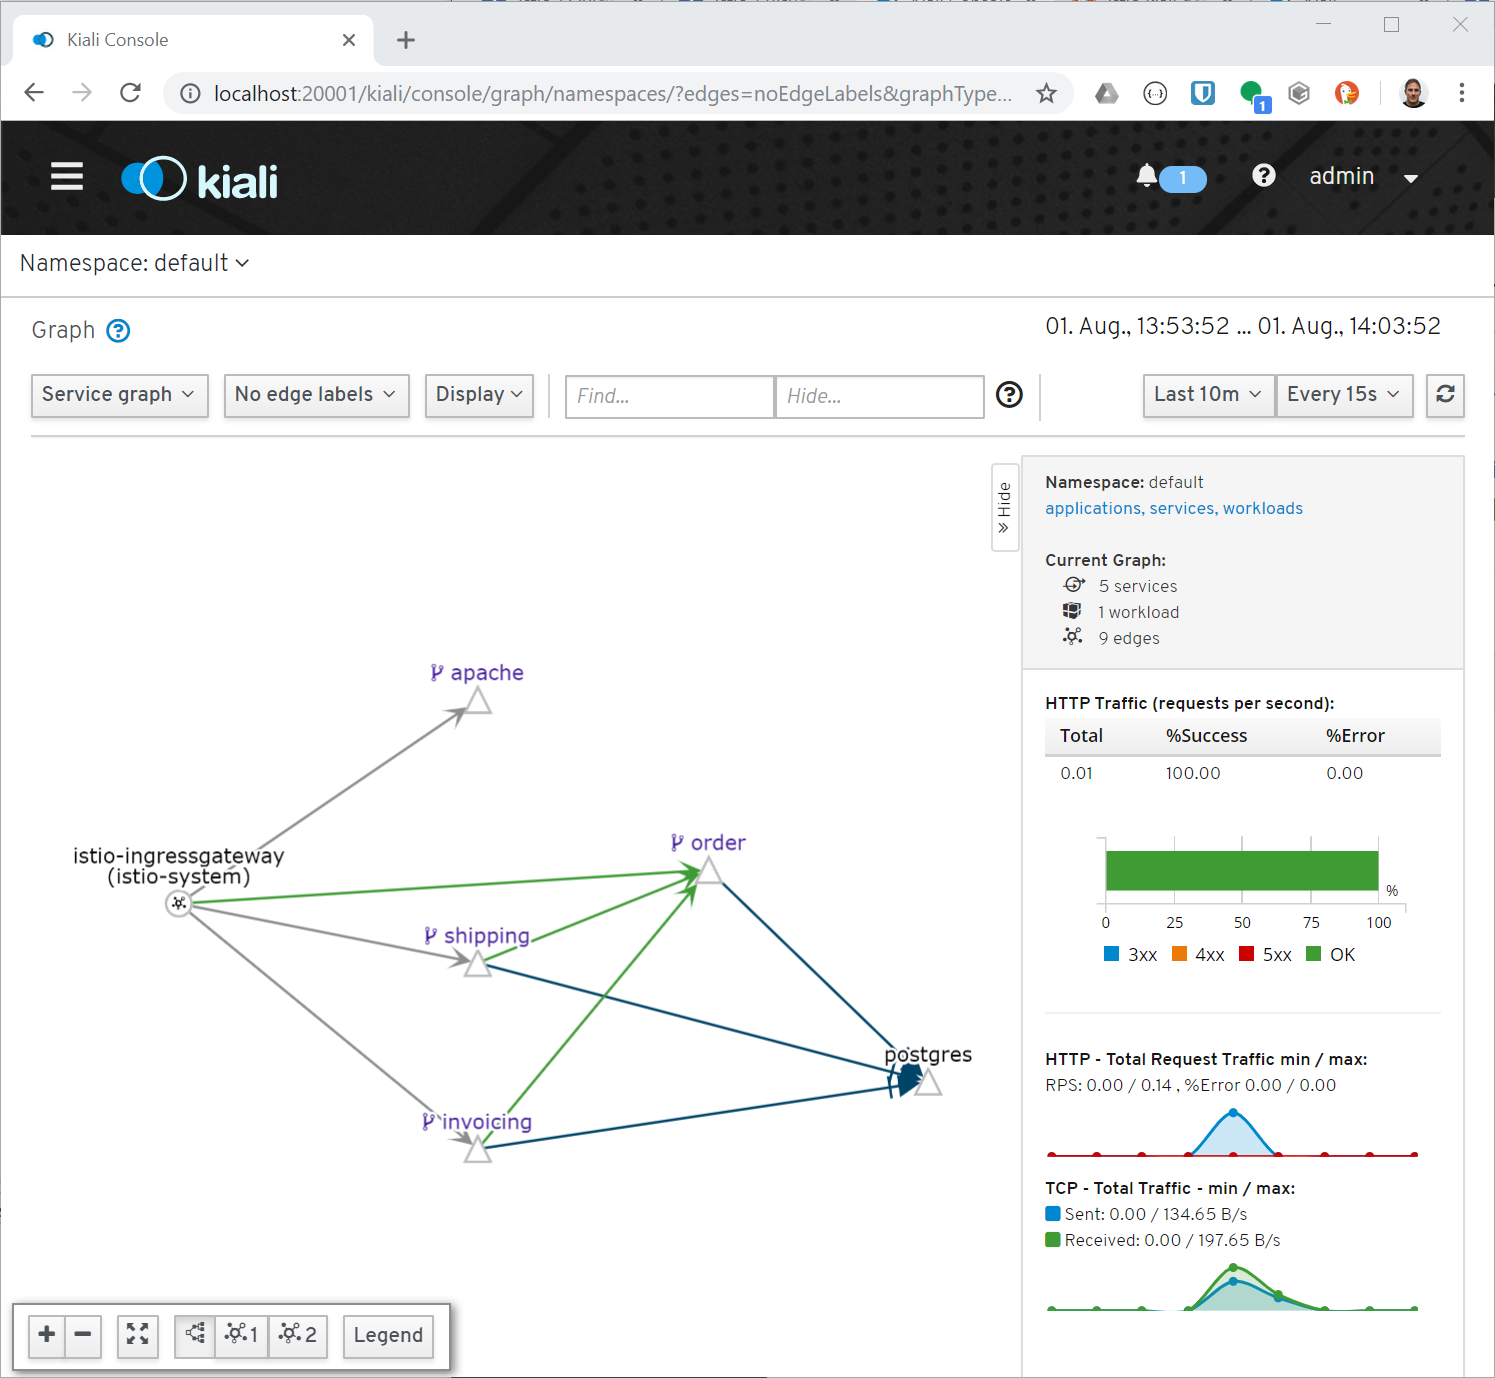 Kiali Console
localhost:20001/kiali/console/graph/namespaces/?edges=noEdgeLabels&graphType...
1
kiali
1
admin
Namespace: default
Graph
01. Aug., 13:53:52 ... 01. Aug., 14:03:52
Service graph
No edge labels
Display
Find...
Hide...
Last 10m
Every 15s
Hide
Namespace: default
applications, services, workloads
Current Graph:
5 services
1 workload
9 edges
HTTP Traffic (requests per second):
Total %Success %Error
0.01 100.00 0.00
%
0 25 50 75 100
3xx 4xx 5xx OK
HTTP - Total Request Traffic min / max:
RPS: 0.00 / 0.14 , %Error 0.00 / 0.00
TCP - Total Traffic - min / max:
Sent: 0.00 / 134.65 B/s
Received: 0.00 / 197.65 B/s
apache
order
istio-ingressgateway
(istio-system)
shipping
postgres
invoicing
1
2
Legend